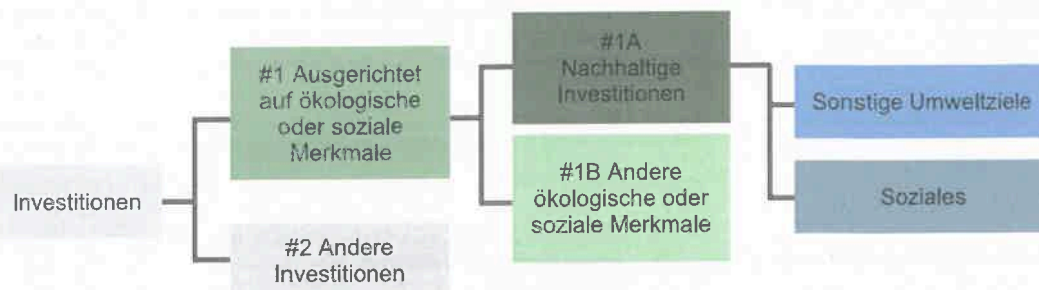 Investitionen
#1 Ausgerichtet
auf ökologische
oder soziale
Merkmale
#2 Andere
Investitionen
#1A
Nachhaltige
Investitionen
#1B Andere
ökologische oder
soziale Merkmale
Sonstige Umweltziele
Soziales